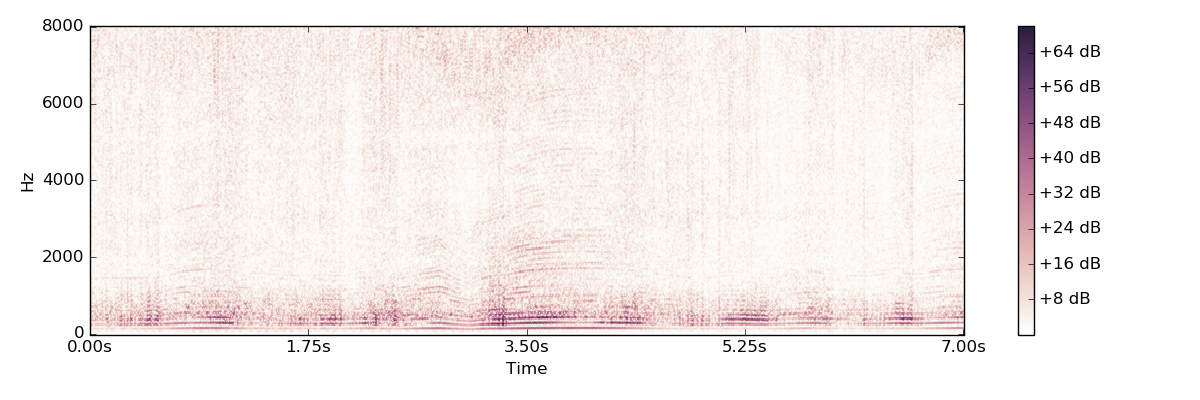 8000
6000
4000
2000
0
Hz
0.00s 1.75s 3.50s 5.25s 7.00s
Time
+64 dB
+56 dB
+48 dB
+40 dB
+32 dB
+24 dB
+16 dB
+8 dB